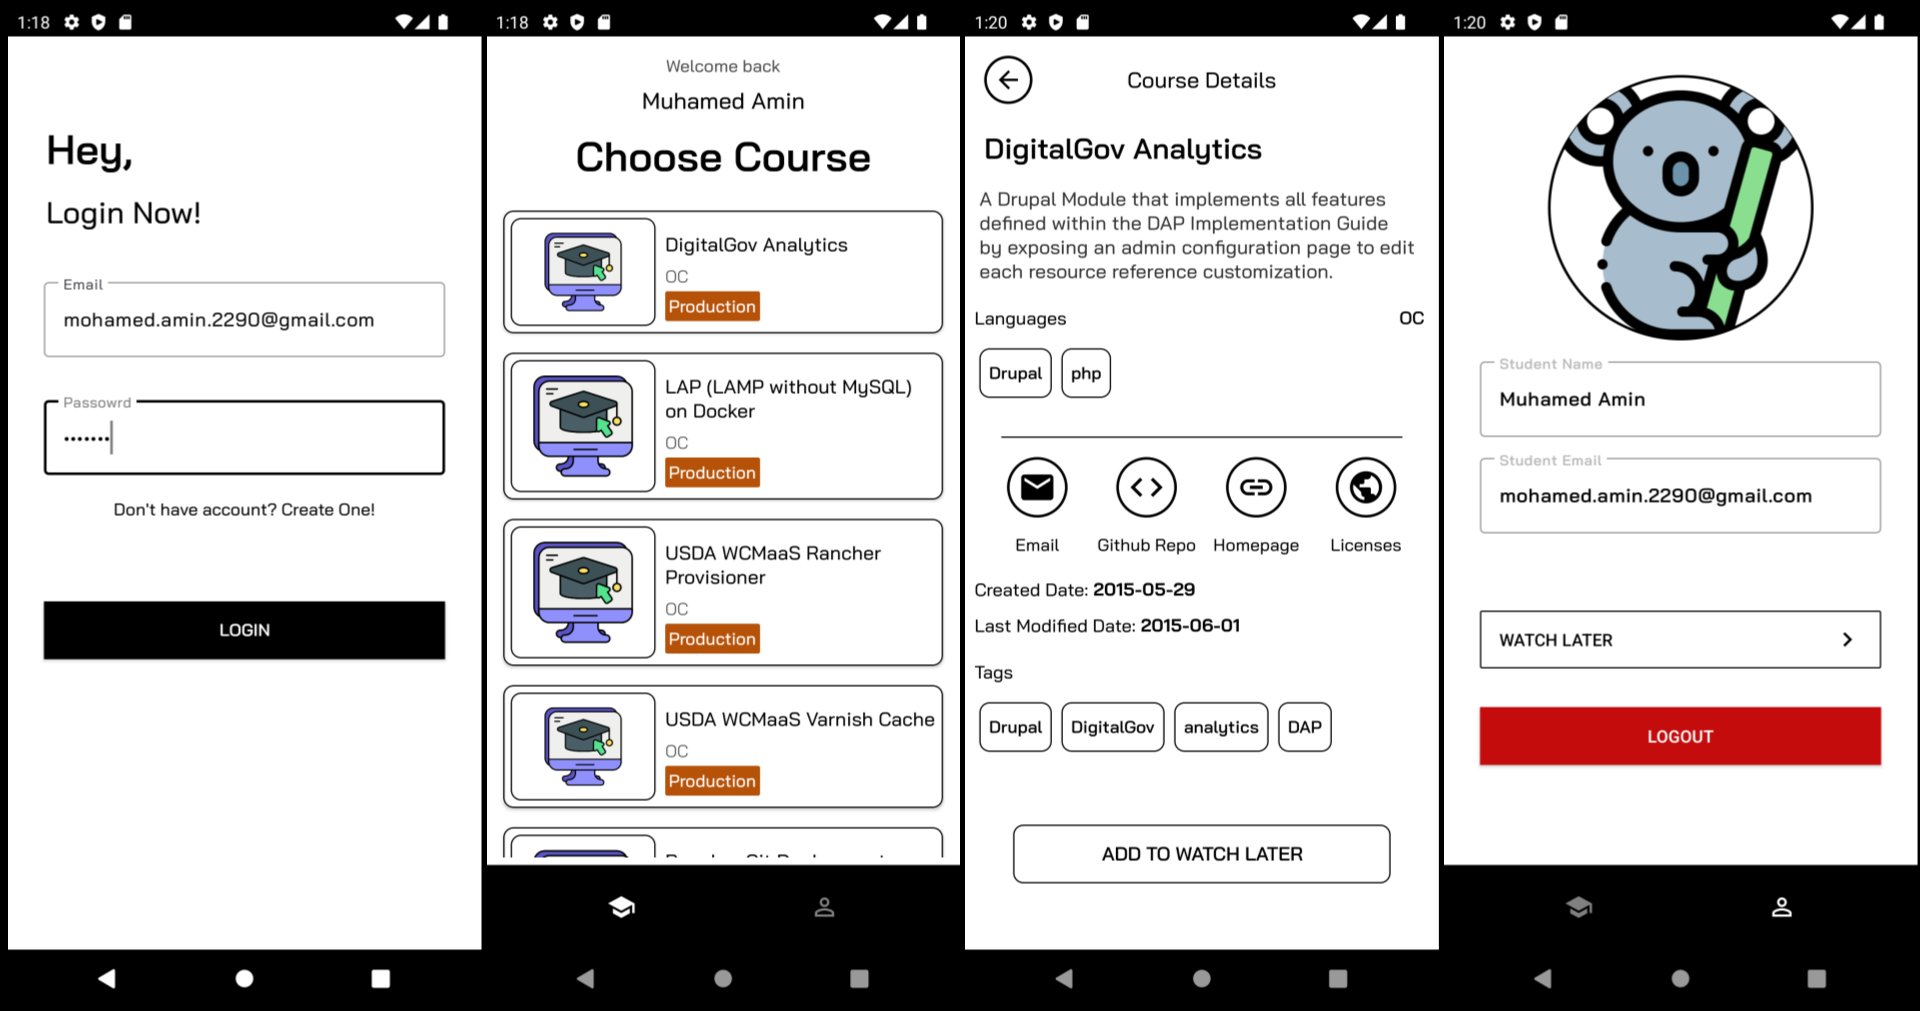 1:18
Hey,
Login Now!
Email
mohamed.amin.2290@gmail.com
Passowrd
•••••••
Don't have account? Create One!
LOGIN
1:18
Welcome back
Muhamed Amin
Choose Course
DigitalGov Analytics
OC
Production
LAP (LAMP without MySQL)
on Docker
OC
Production
USDA WCMaaS Rancher
Provisioner
OC
Production
USDA WCMaaS Varnish Cache
OC
Production
1:20
Course Details
DigitalGov Analytics
A Drupal Module that implements all features
defined within the DAP Implementation Guide
by exposing an admin configuration page to edit
each resource reference customization.
Languages OC
Drupal php
Email Github Repo Homepage Licenses
Created Date: 2015-05-29
Last Modified Date: 2015-06-01
Tags
Drupal DigitalGov analytics DAP
ADD TO WATCH LATER
1:20
Student Name
Muhamed Amin
Student Email
mohamed.amin.2290@gmail.com
WATCH LATER
LOGOUT